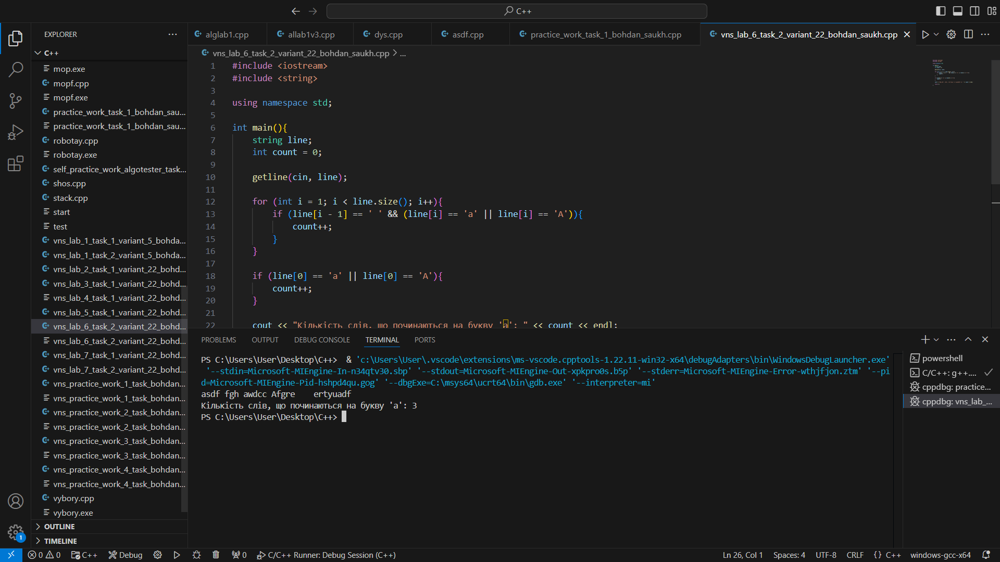 C++
EXPLORER
C++
mop.exe
mopf.cpp
mopf.exe
practice_work_task_1_bohdan_sau...
practice_work_task_1_bohdan_sau...
robotay.cpp
robotay.exe
self_practice_work_algotester_task...
shos.cpp
stack.cpp
start
test
vns_lab_1_task_1_variant_5_bohda...
vns_lab_1_task_2_variant_5_bohda...
vns_lab_2_task_1_variant_22_bohd...
vns_lab_3_task_1_variant_22_bohd...
vns_lab_4_task_1_variant_22_bohd...
vns_lab_5_task_1_variant_22_bohd...
vns_lab_6_task_2_variant_22_bohd...
vns_lab_6_task_2_variant_22_bohd...
vns_lab_7_task_1_variant_22_bohd...
vns_lab_7_task_2_variant_22_bohd...
vns_practice_work_1_task_bohdan...
vns_practice_work_1_task_bohdan...
vns_practice_work_2_task_bohdan...
vns_practice_work_2_task_bohdan...
vns_practice_work_3_task_bohdan...
vns_practice_work_3_task_bohdan...
vns_practice_work_4_task_bohdan...
vns_practice_work_4_task_bohdan...
vybory.cpp
vybory.exe
OUTLINE
TIMELINE
alglab1.cpp allab1v3.cpp dys.cpp asdf.cpp practice_work_task_1_bohdan_saukh.cpp vns_lab_6_task_2_variant_22_bohdan_saukh.cpp
vns_lab_6_task_2_variant_22_bohdan_saukh.cpp > ...
1 #include <iostream>
2 #include <string>
3
4 using namespace std;
5
6 int main(){
7 string line;
8 int count = 0;
9
10 getline(cin, line);
11
12 for (int i = 1; i < line.size(); i++){
13 if (line[i - 1] == ' ' && (line[i] == 'a' || line[i] == 'A')){
14 count++;
15 }
16 }
17
18 if (line[0] == 'a' || line[0] == 'A'){
19 count++;
20 }
21
22 cout << "Кількість слів, що починаються на букву 'а': " << count << endl;
PROBLEMS OUTPUT DEBUG CONSOLE TERMINAL PORTS
PS C:\Users\User\Desktop\C++> & 'c:\Users\User\.vscode\extensions\ms-vscode.cpptools-1.22.11-win32-x64\debugAdapters\bin\WindowsDebugLauncher.exe'
'--stdin=Microsoft-MIEngine-In-n34qtv30.sbp' '--stdout=Microsoft-MIEngine-Out-xpkpro0s.b5p' '--stderr=Microsoft-MIEngine-Error-wthjfjon.ztm' '--pi
d=Microsoft-MIEngine-Pid-hshpd4qu.gog' '--dbgExe=C:\msys64\ucrt64\bin\gdb.exe' '--interpreter=mi'
asdf fgh awdcc Afgre    ertyuadf
Кількість слів, що починаються на букву 'а': 3
PS C:\Users\User\Desktop\C++>
powershell
C/C++: g++....
cppdbg: practice...
cppdbg: vns_lab_...
1
0 0 C++ Debug 0 C/C++ Runner: Debug Session (C++) Ln 26, Col 1 Spaces: 4 UTF-8 CRLF {} C++ windows-gcc-x64